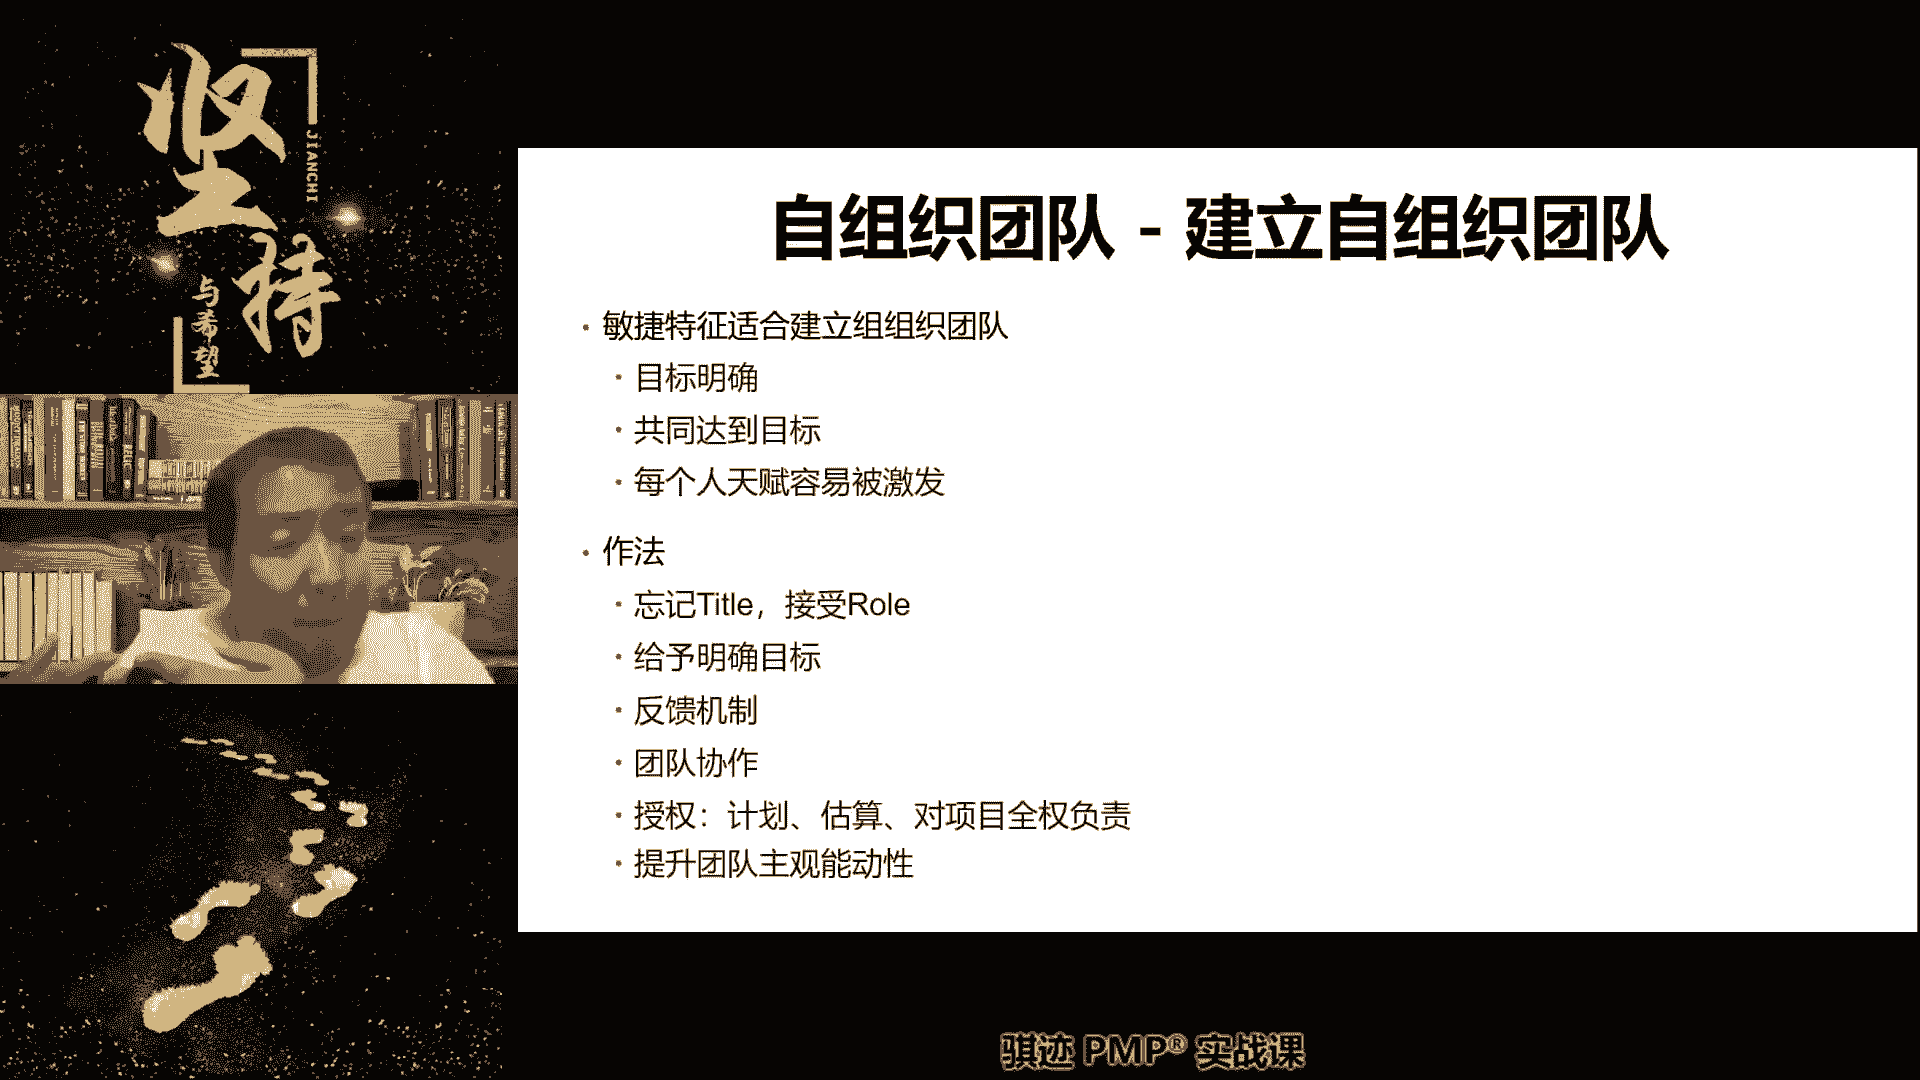 坚持
JIANCHI
与希望
自组织团队 - 建立自组织团队
· 敏捷特征适合建立组组织团队
· 目标明确
· 共同达到目标
· 每个人天赋容易被激发
· 作法
· 忘记Title，接受Role
· 给予明确目标
· 反馈机制
· 团队协作
· 授权：计划、估算、对项目全权负责
· 提升团队主观能动性
骐迹 PMP® 实战课